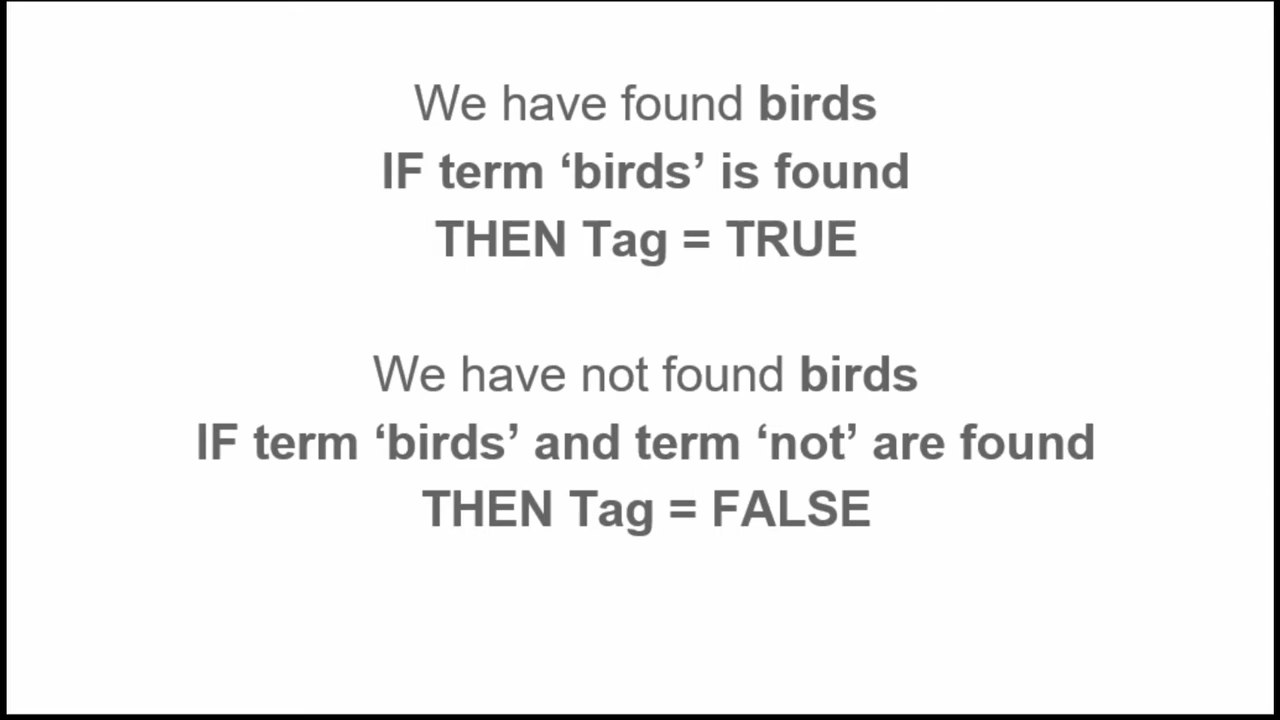 We have found birds
IF term ‘birds’ is found
THEN Tag = TRUE
We have not found birds
IF term ‘birds’ and term ‘not’ are found
THEN Tag = FALSE